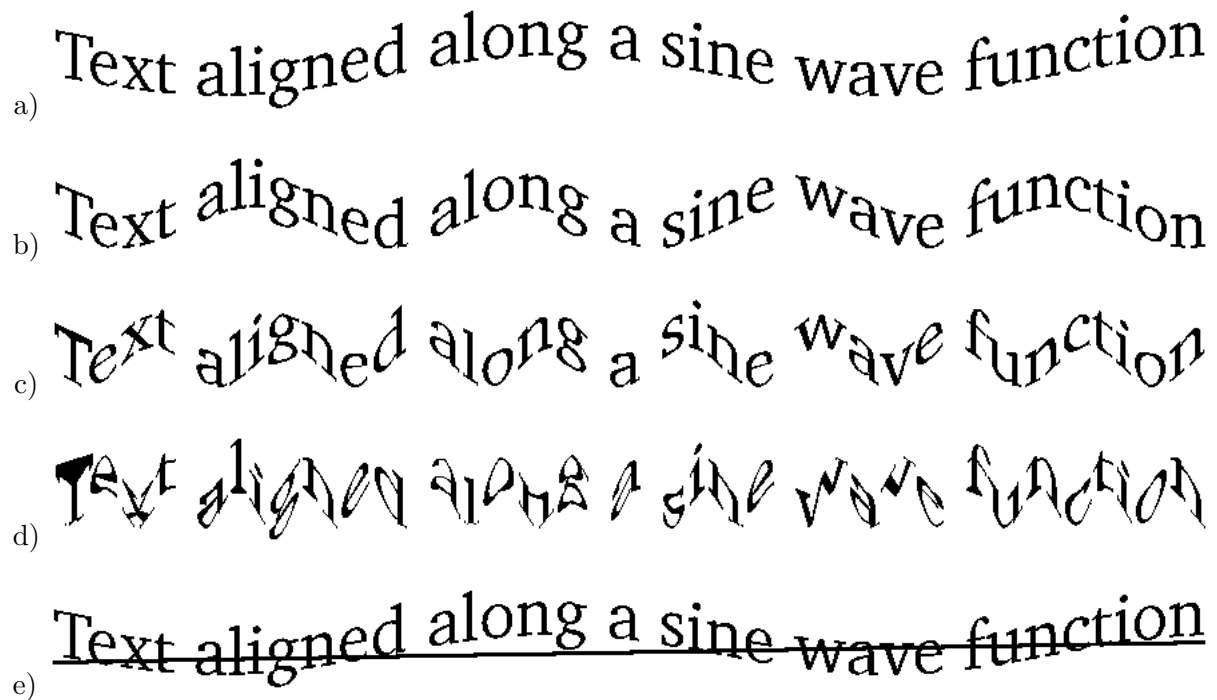 a) Text aligned along a sine wave function
b) Text aligned along a sine wave function
c) Text aligned along a sine wave function
d) Text aligned along a sine wave function
e) Text aligned along a sine wave function